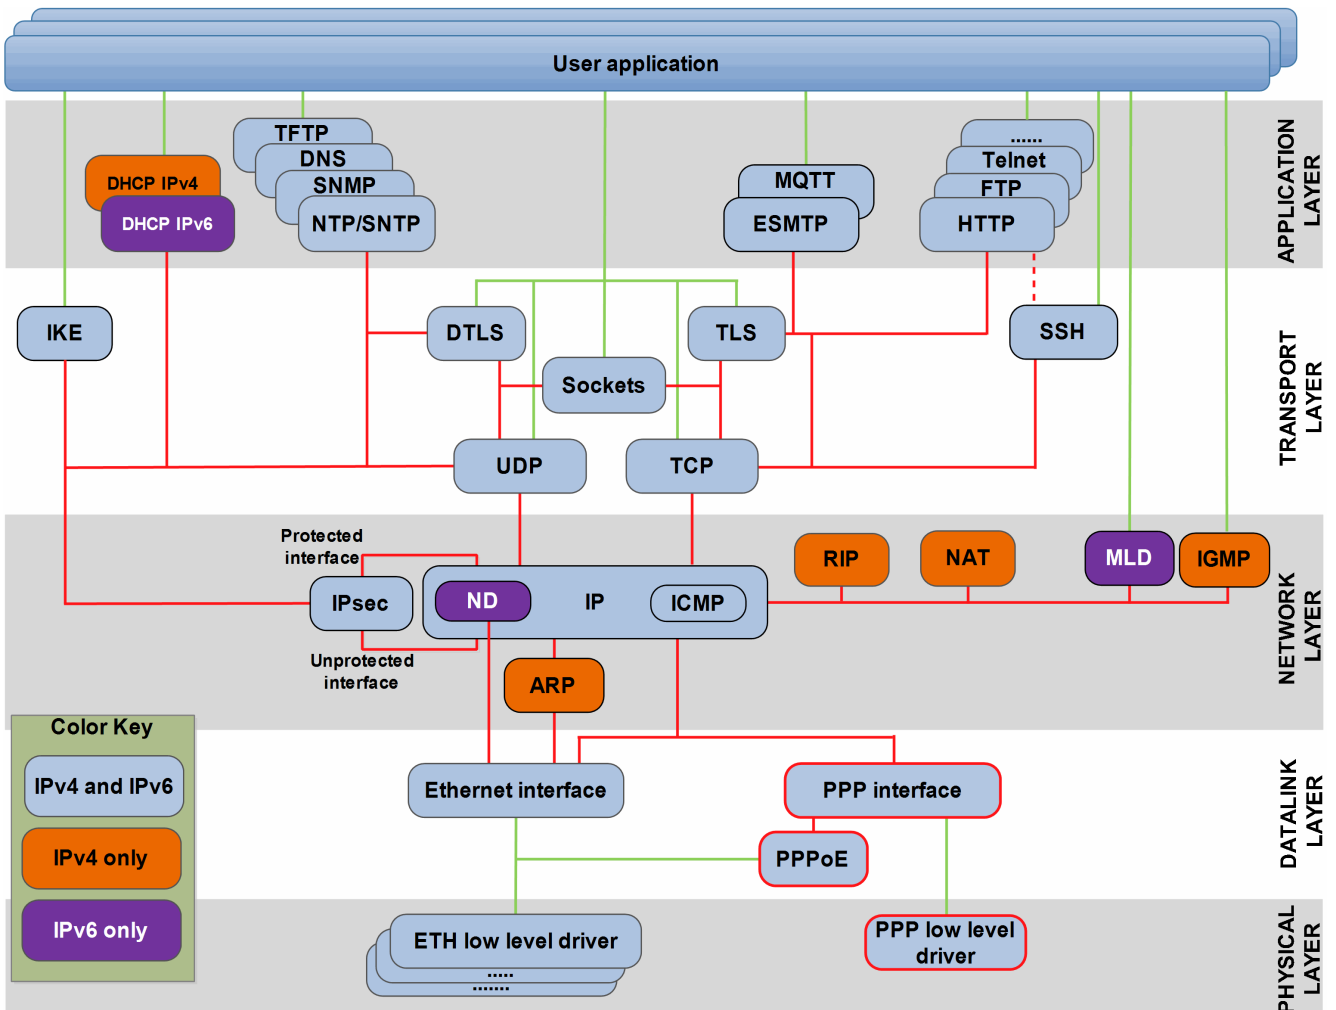 User application
TFTP
DNS
SNMP
NTP/SNTP
DHCP IPv4
DHCP IPv6
MQTT
ESMTP
......
Telnet
FTP
HTTP
APPLICATION
LAYER
IKE
DTLS
TLS
SSH
Sockets
UDP
TCP
TRANSPORT
LAYER
Protected
interface
IPsec
Unprotected
interface
ND
IP
ICMP
ARP
RIP
NAT
MLD
IGMP
NETWORK
LAYER
Color Key
IPv4 and IPv6
IPv4 only
IPv6 only
Ethernet interface
PPP interface
PPPoE
DATALINK
LAYER
ETH low level driver
.....
.......
PPP low level
driver
PHYSICAL
LAYER